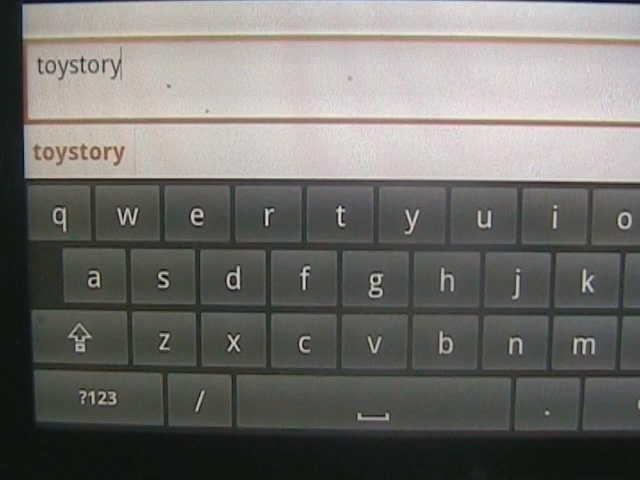 toystory
toystory
q w e r t y u i o
a s d f g h j k
z x c v b n m
?123 / .